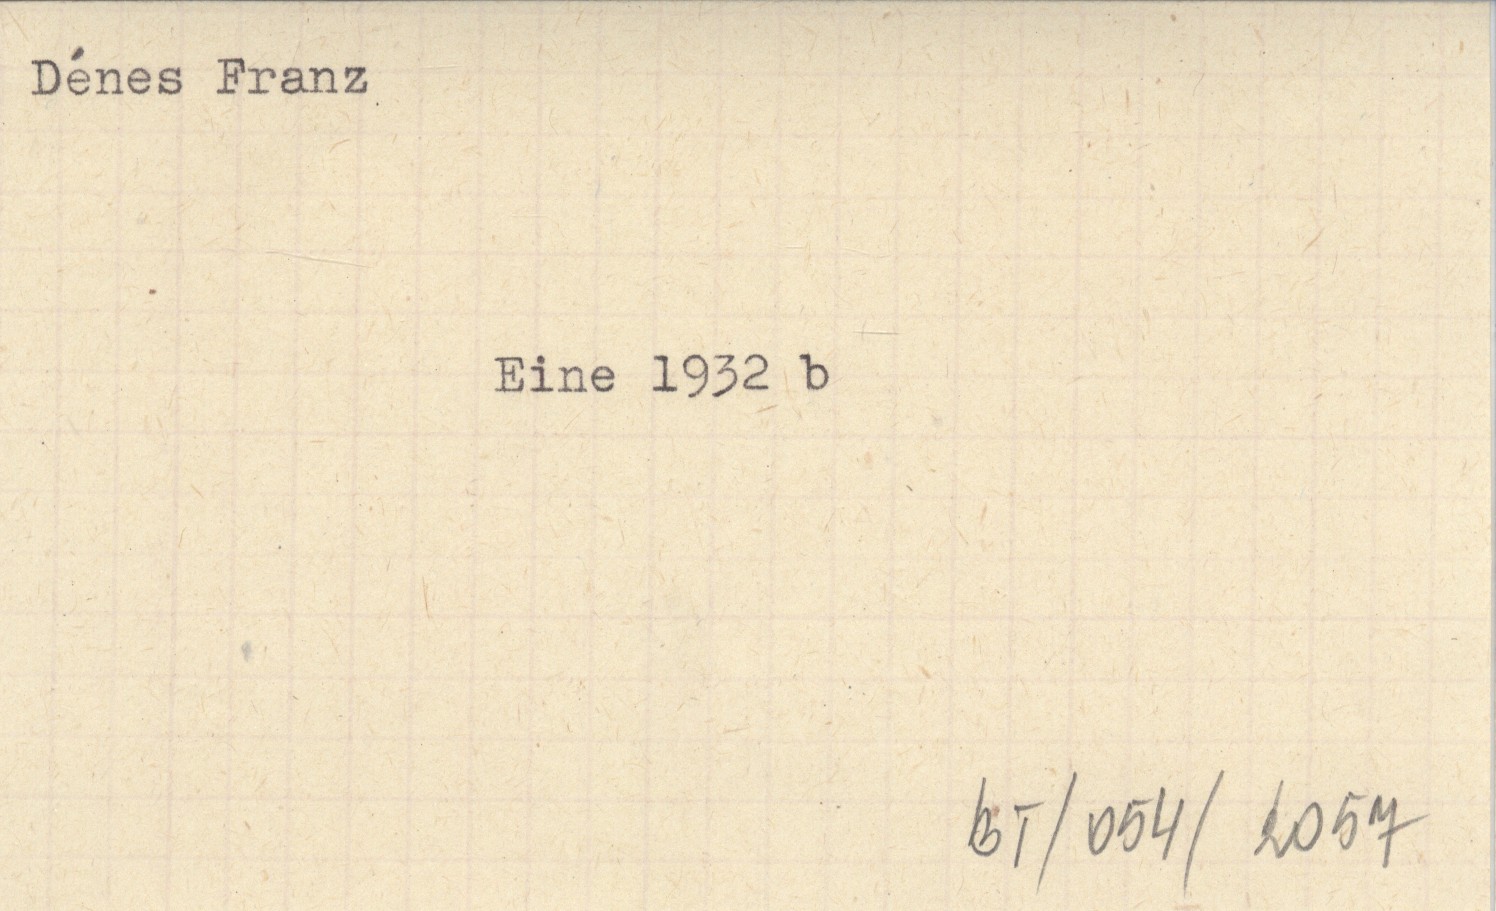 Dénes Franz
Eine 1932 b
BT/054/2057